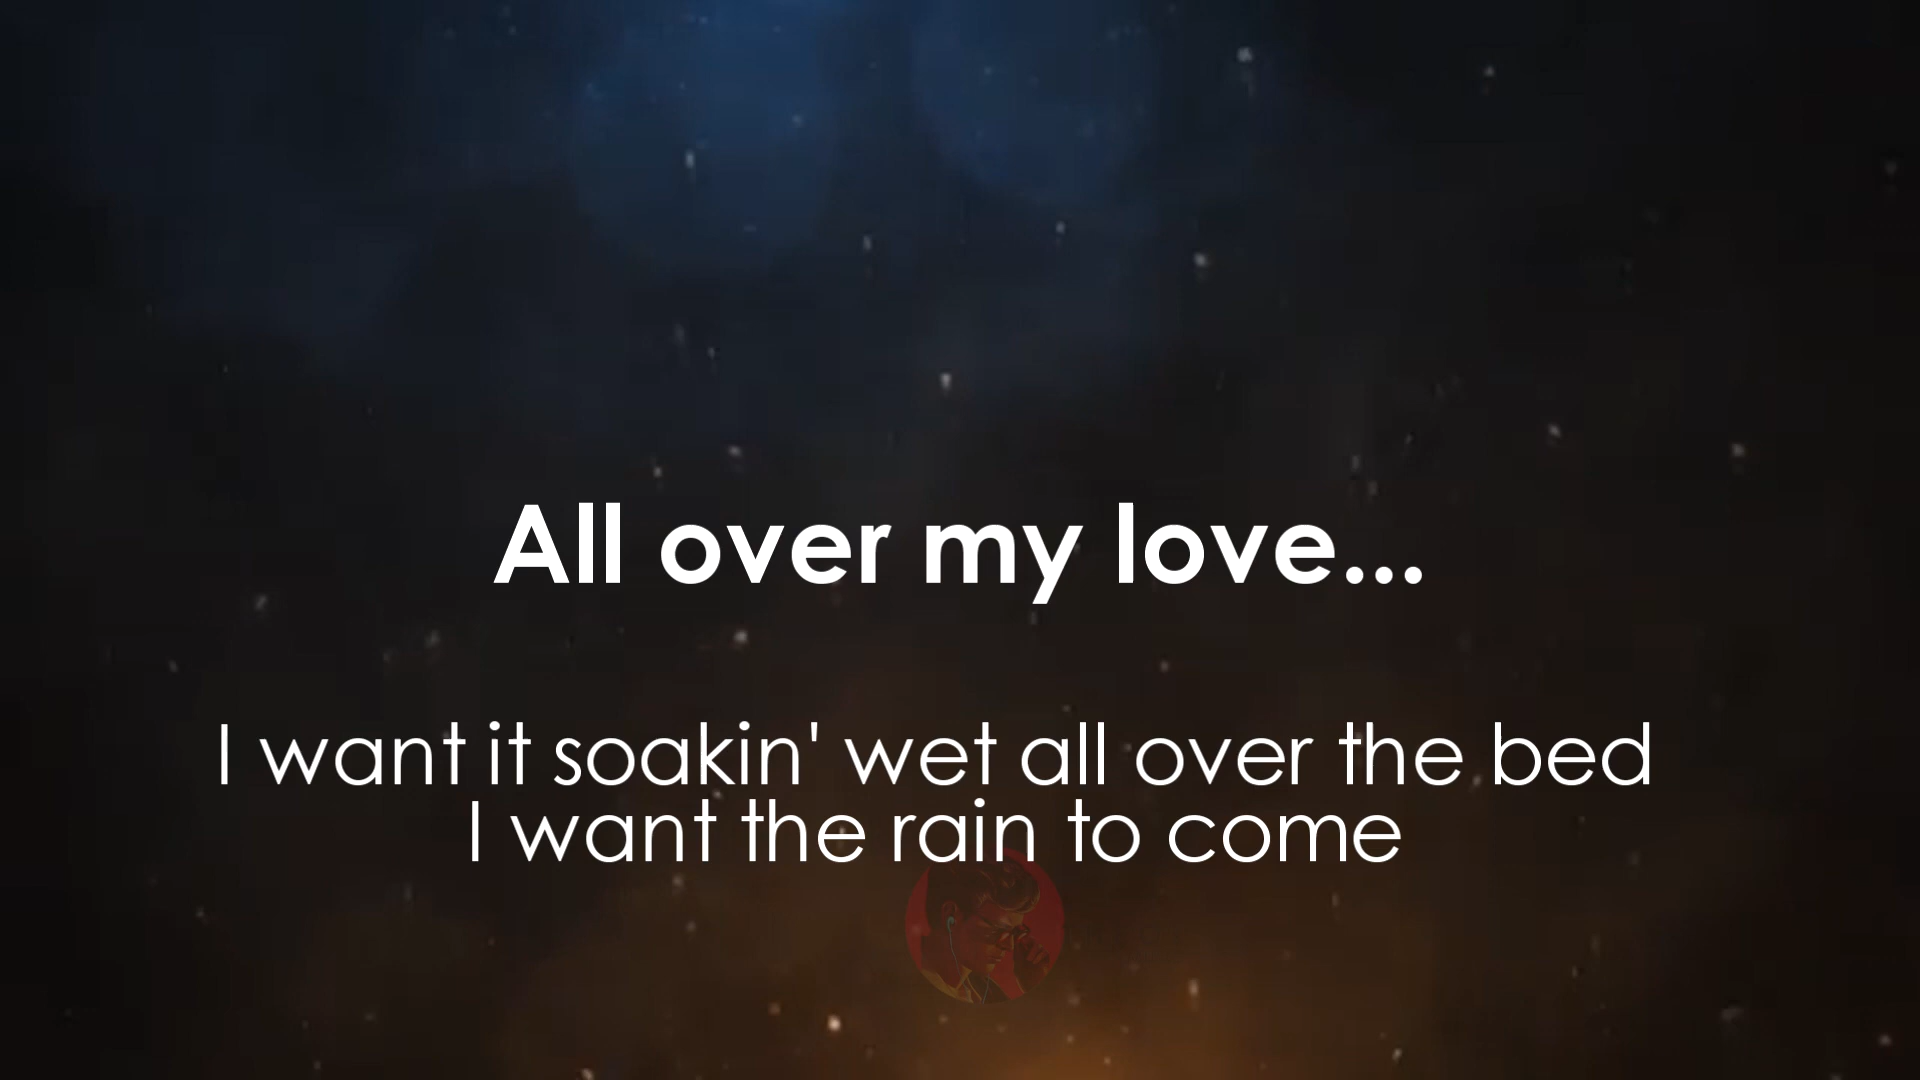 All over my love...
I want it soakin' wet all over the bed
I want the rain to come